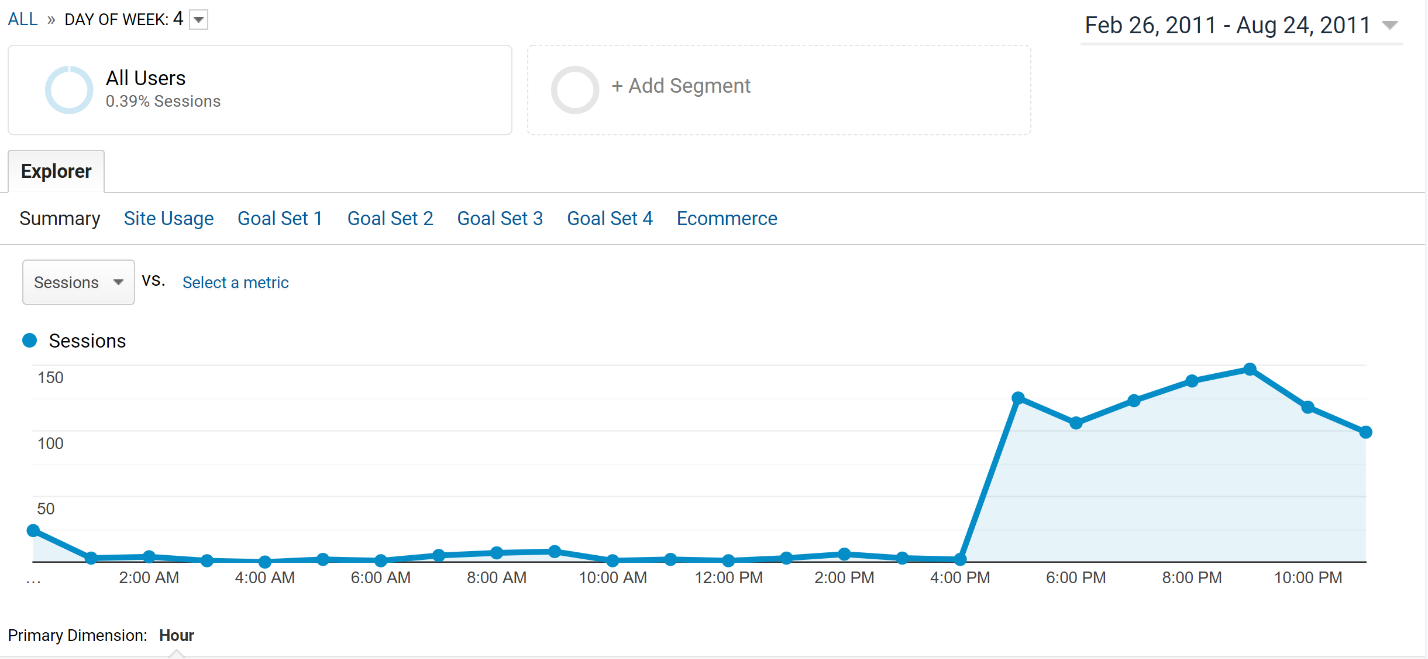 ALL » DAY OF WEEK: 4
Feb 26, 2011 - Aug 24, 2011
All Users
0.39% Sessions
+ Add Segment
Explorer
Summary Site Usage Goal Set 1 Goal Set 2 Goal Set 3 Goal Set 4 Ecommerce
Sessions vs. Select a metric
Sessions
150
100
50
... 2:00 AM 4:00 AM 6:00 AM 8:00 AM 10:00 AM 12:00 PM 2:00 PM 4:00 PM 6:00 PM 8:00 PM 10:00 PM
Primary Dimension: Hour